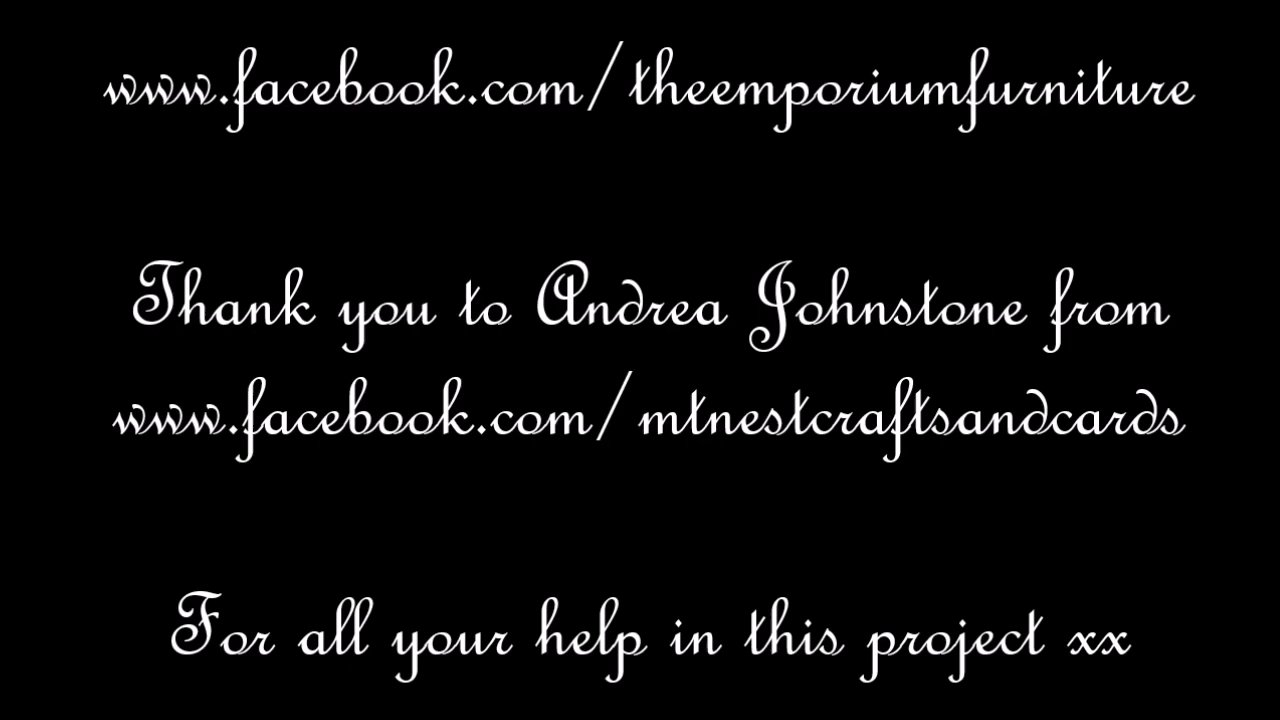 www.facebook.com/theemporiumfurniture
Thank you to Andrea Johnstone from
www.facebook.com/mtnestcraftsandcards
For all your help in this project xx